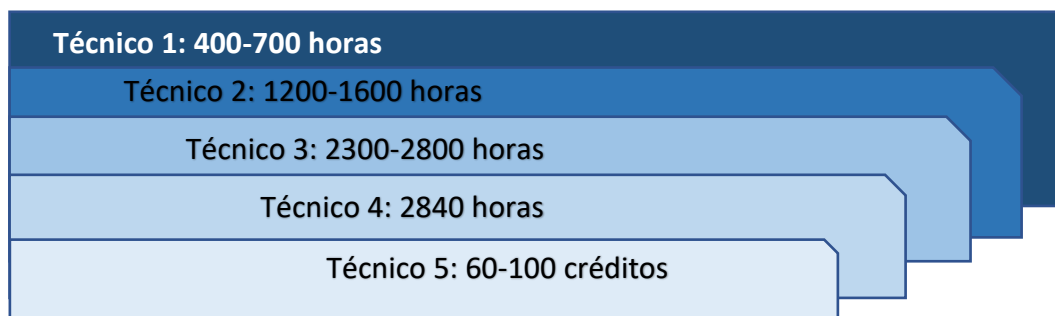 Técnico 1: 400-700 horas
Técnico 2: 1200-1600 horas
Técnico 3: 2300-2800 horas
Técnico 4: 2840 horas
Técnico 5: 60-100 créditos